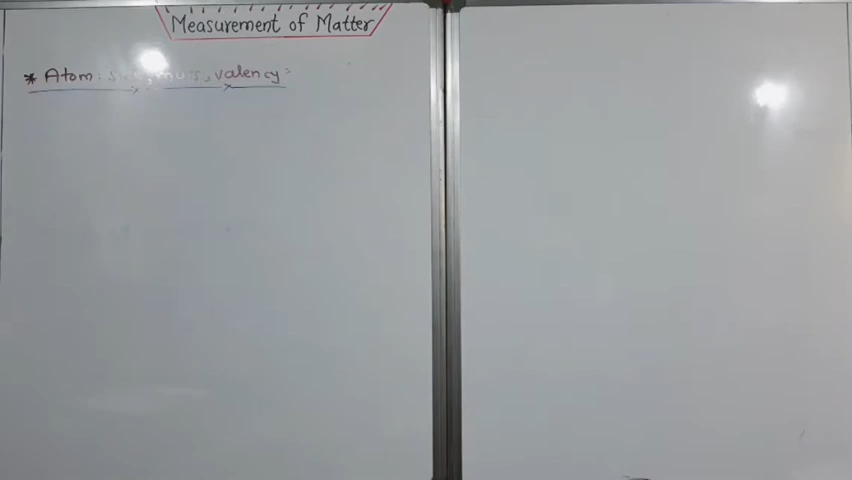 Measurement of Matter
* Atom: size, mass, valency: